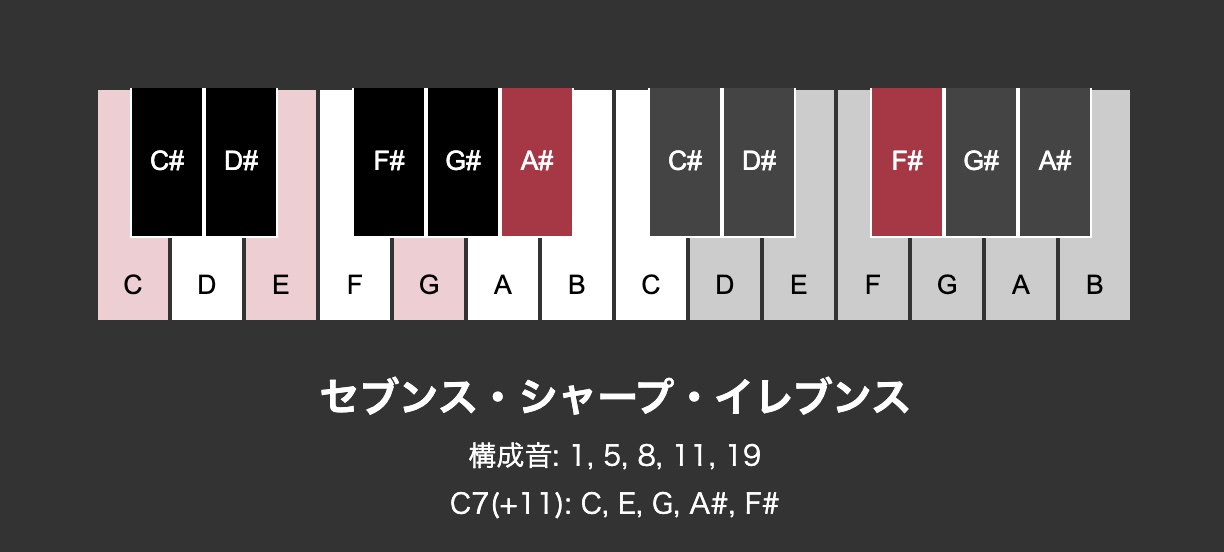 C# D# F# G# A# C# D# F# G# A#
C D E F G A B C D E F G A B
セブンス・シャープ・イレブンス
構成音: 1, 5, 8, 11, 19
C7(+11): C, E, G, A#, F#